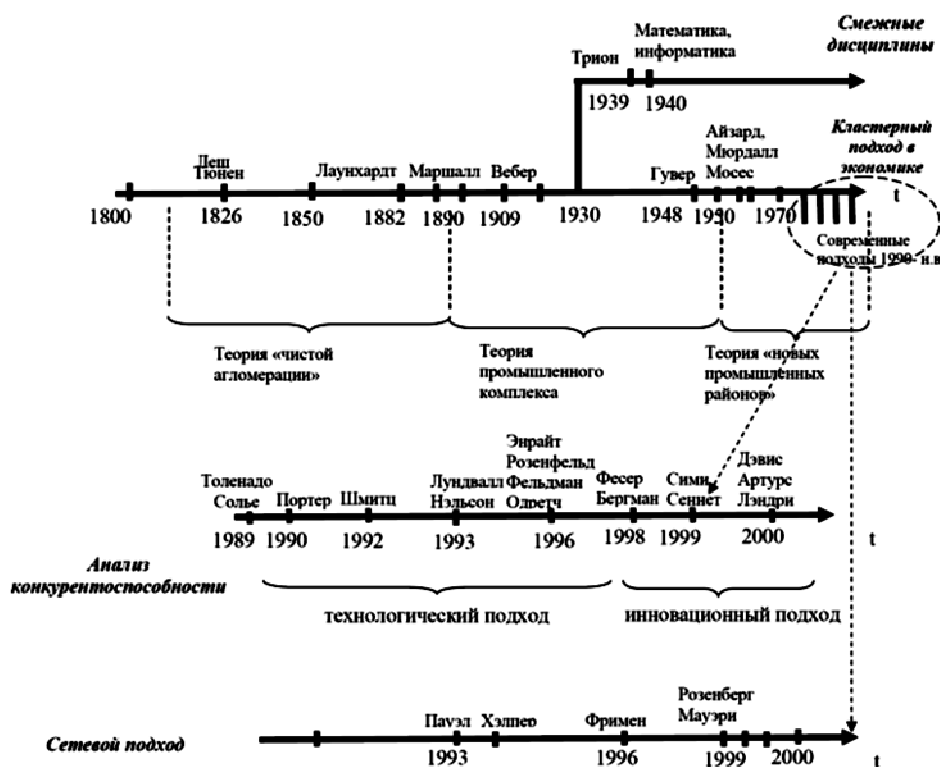 Смежные
дисциплины
Математика,
информатика
Трион
1939
1940
Кластерный
подход в
экономике
Айзард,
Мюрдалл
Мосес
Леш
Тюнен
Лаунхардт
Маршалл
Вебер
Гувер
t
1800
1826
1850
1882
1890
1909
1930
1948
1950
1970
Современные
подходы 1990- н.в
Теория «чистой
агломерации»
Теория
промышленного
комплекса
Теория «новых
промышленных
районов»
Толенадо
Солье
Портер
Шмитц
Лундвалл
Нэльсон
Энрайт
Розенфельд
Фельдман
Одретч
Фесер
Бергман
Сими
Сеннет
Дэвис
Артурс
Лэндри
1989
1990
1992
1993
1996
1998
1999
2000
t
Анализ
конкурентоспособности
технологический подход
инновационный подход
Розенберг
Мауэри
Пауэл
Хэлпер
Фримен
Сетевой подход
1993
1996
1999
2000
t